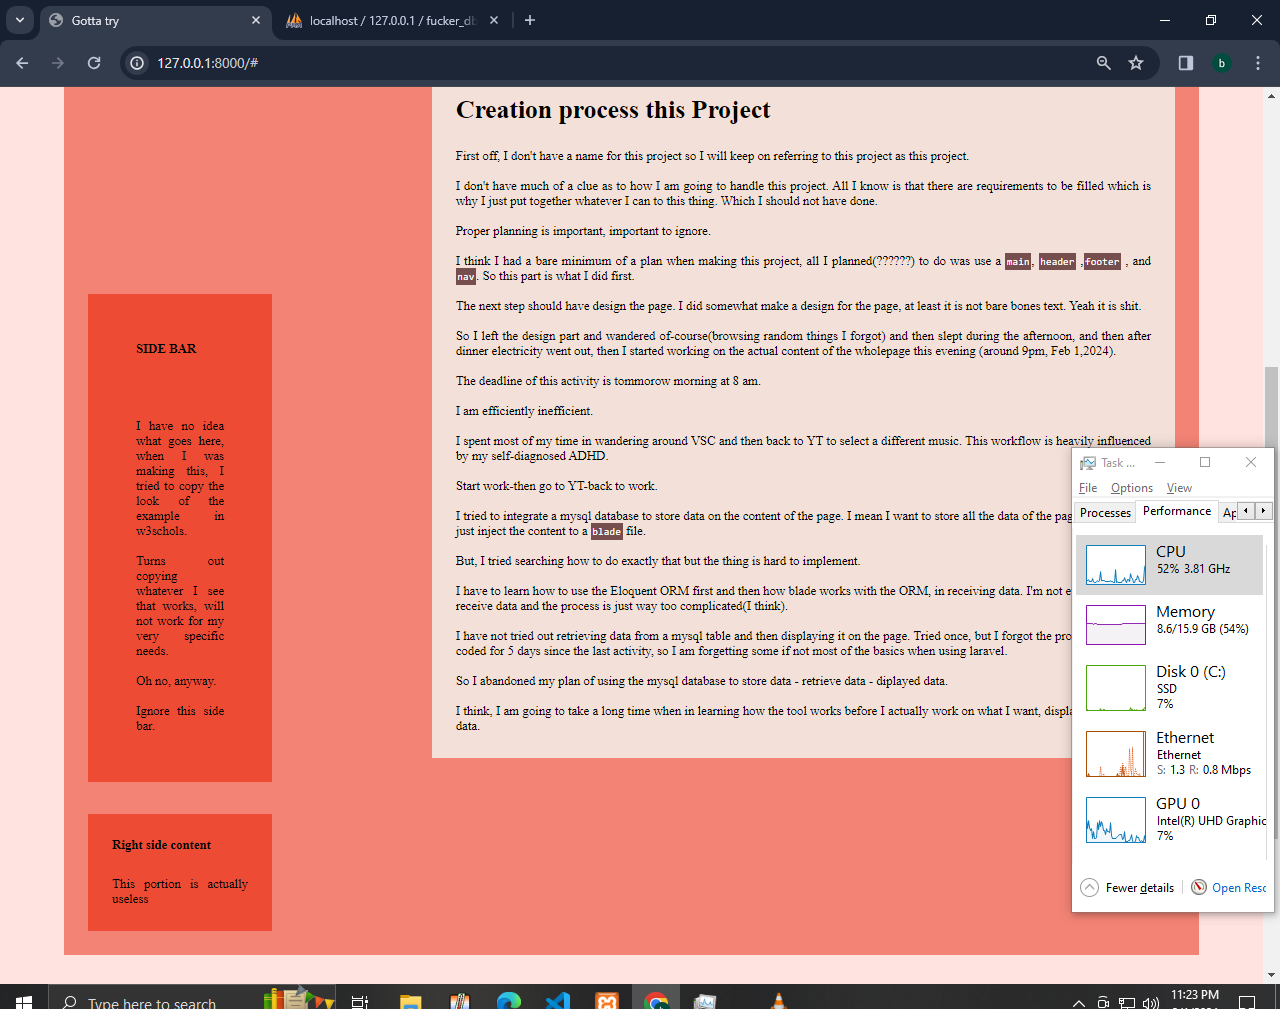 Gotta try
localhost / 127.0.0.1 / fucker_db
127.0.0.1:8000/#
b
Creation process this Project
First off, I don't have a name for this project so I will keep on referring to this project as this project.
I don't have much of a clue as to how I am going to handle this project. All I know is that there are requirements to be filled which is
why I just put together whatever I can to this thing. Which I should not have done.
Proper planning is important, important to ignore.
I think I had a bare minimum of a plan when making this project, all I planned(??????) to do was use a main, header ,footer , and
nav. So this part is what I did first.
The next step should have design the page. I did somewhat make a design for the page, at least it is not bare bones text. Yeah it is shit.
So I left the design part and wandered of-course(browsing random things I forgot) and then slept during the afternoon, and then after
dinner electricity went out, then I started working on the actual content of the wholepage this evening (around 9pm, Feb 1,2024).
The deadline of this activity is tommorow morning at 8 am.
I am efficiently inefficient.
I spent most of my time in wandering around VSC and then back to YT to select a different music. This workflow is heavily influenced
by my self-diagnosed ADHD.
Start work-then go to YT-back to work.
I tried to integrate a mysql database to store data on the content of the page. I mean I want to store all the data of the pag
just inject the content to a blade file.
But, I tried searching how to do exactly that but the thing is hard to implement.
I have to learn how to use the Eloquent ORM first and then how blade works with the ORM, in receiving data. I'm not e
receive data and the process is just way too complicated(I think).
I have not tried out retrieving data from a mysql table and then displaying it on the page. Tried once, but I forgot the pro
coded for 5 days since the last activity, so I am forgetting some if not most of the basics when using laravel.
So I abandoned my plan of using the mysql database to store data - retrieve data - diplayed data.
I think, I am going to take a long time when in learning how the tool works before I actually work on what I want, displa
data.
SIDE BAR
I have no idea
what goes here,
when I was
making this, I
tried to copy the
look of the
example in
w3schols.
Turns out
copying
whatever I see
that works, will
not work for my
very specific
needs.
Oh no, anyway.
Ignore this side
bar.
Right side content
This portion is actually
useless
Task ...
File Options View
Processes Performance Ap
CPU
52% 3.81 GHz
Memory
8.6/15.9 GB (54%)
Disk 0 (C:)
SSD
7%
Ethernet
Ethernet
S: 1.3 R: 0.8 Mbps
GPU 0
Intel(R) UHD Graphic
7%
Fewer details Open Resc
Type here to search
11:23 PM